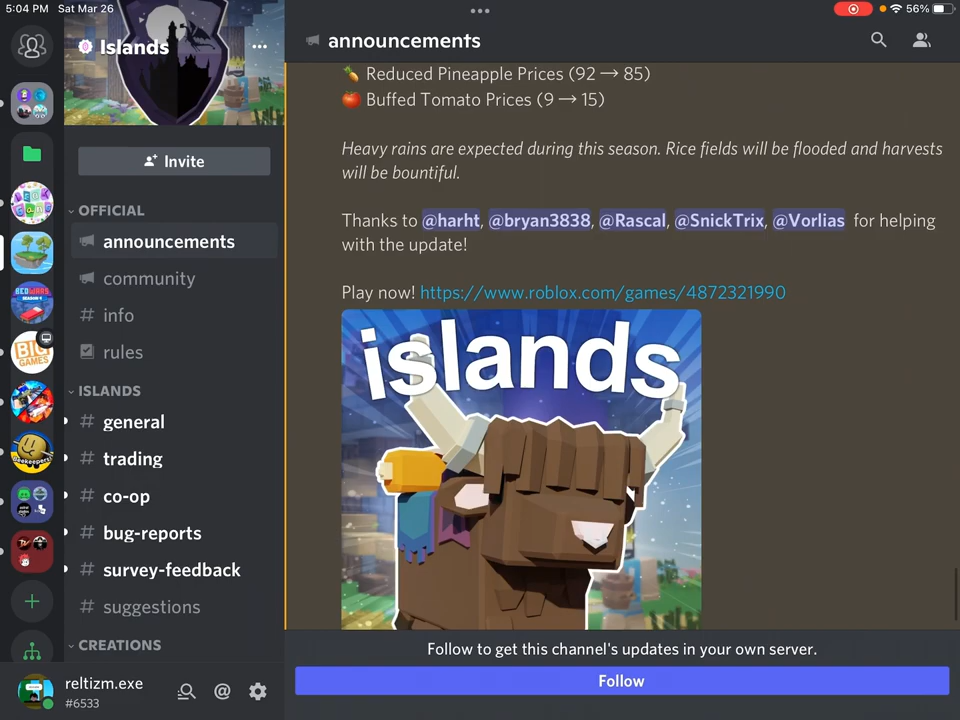 5:04 PM Sat Mar 26
56%
Islands
Invite
OFFICIAL
announcements
community
info
rules
ISLANDS
general
trading
co-op
bug-reports
survey-feedback
suggestions
CREATIONS
reltizm.exe
#6533
announcements
Reduced Pineapple Prices (92 → 85)
Buffed Tomato Prices (9 → 15)
Heavy rains are expected during this season. Rice fields will be flooded and harvests
will be bountiful.
Thanks to @harht, @bryan3838, @Rascal, @SnickTrix, @Vorlias for helping
with the update!
Play now! https://www.roblox.com/games/4872321990
islands
Follow to get this channel's updates in your own server.
Follow
BIG
GAMES
Beekeepers